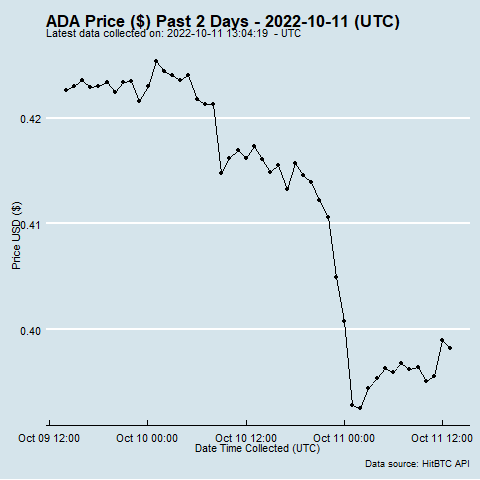 ADA Price ($) Past 2 Days - 2022-10-11 (UTC)
Latest data collected on: 2022-10-11 13:04:19  - UTC
0.42
0.41
0.40
Price USD ($)
Oct 09 12:00
Oct 10 00:00
Oct 10 12:00
Oct 11 00:00
Oct 11 12:00
Date Time Collected (UTC)
Data source: HitBTC API